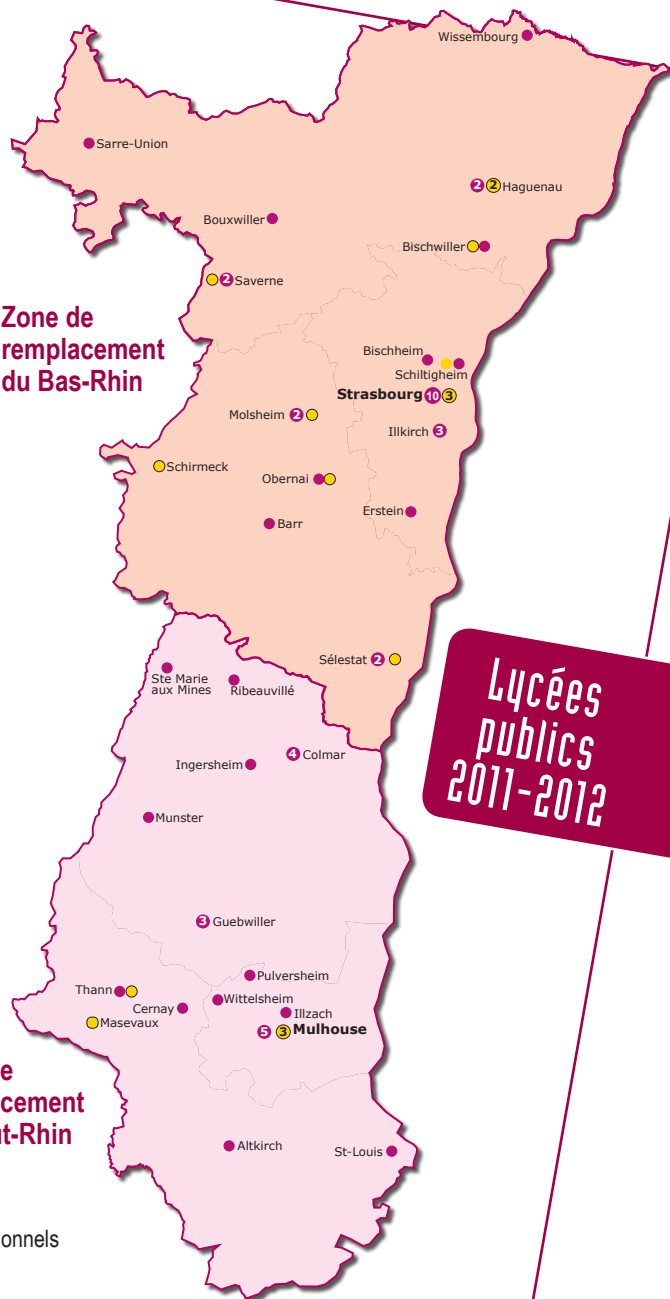 Wissembourg
Sarre-Union
2 2 Haguenau
Bouxwiller
Bischwiller
2 Saverne
Zone de
remplacement
du Bas-Rhin
Bischheim
Schiltigheim
Strasbourg 10 3
Molsheim 2
Illkirch 3
Schirmeck
Obernai
Erstein
Barr
Sélestat 2
Lycées
publics
2011-2012
Ste Marie
aux Mines
Ribeauvillé
4 Colmar
Ingersheim
Munster
3 Guebwiller
Pulversheim
Thann
Wittelsheim
Cernay
Illzach
Masevaux
5 3 Mulhouse
e
cement
ut-Rhin
Altkirch
St-Louis
onnels